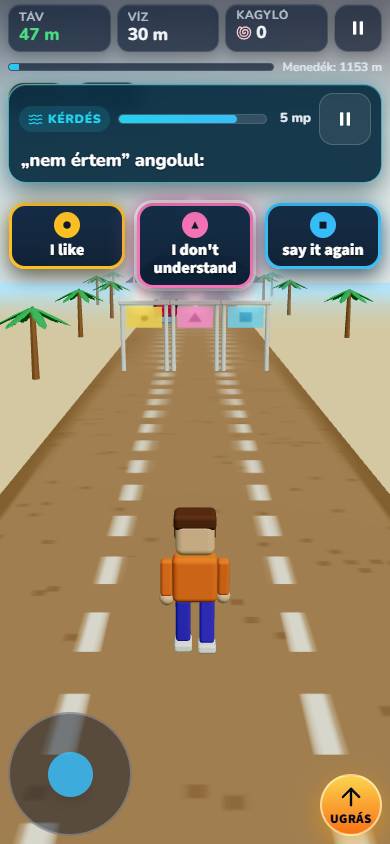 TÁV
47 m
VÍZ
30 m
KAGYLÓ
0
Menedék: 1153 m
KÉRDÉS
5 mp
„nem értem” angolul:
I like
I don't
understand
say it again
UGRÁS